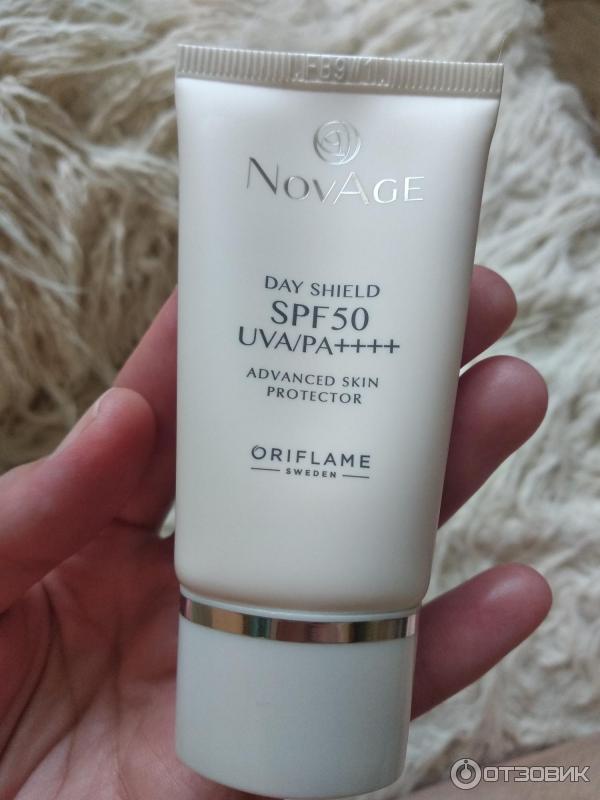 NOVAGE
DAY SHIELD
SPF50
UVA/PA++++
ADVANCED SKIN
PROTECTOR
ORIFLAME
SWEDEN
ОТЗОВИК